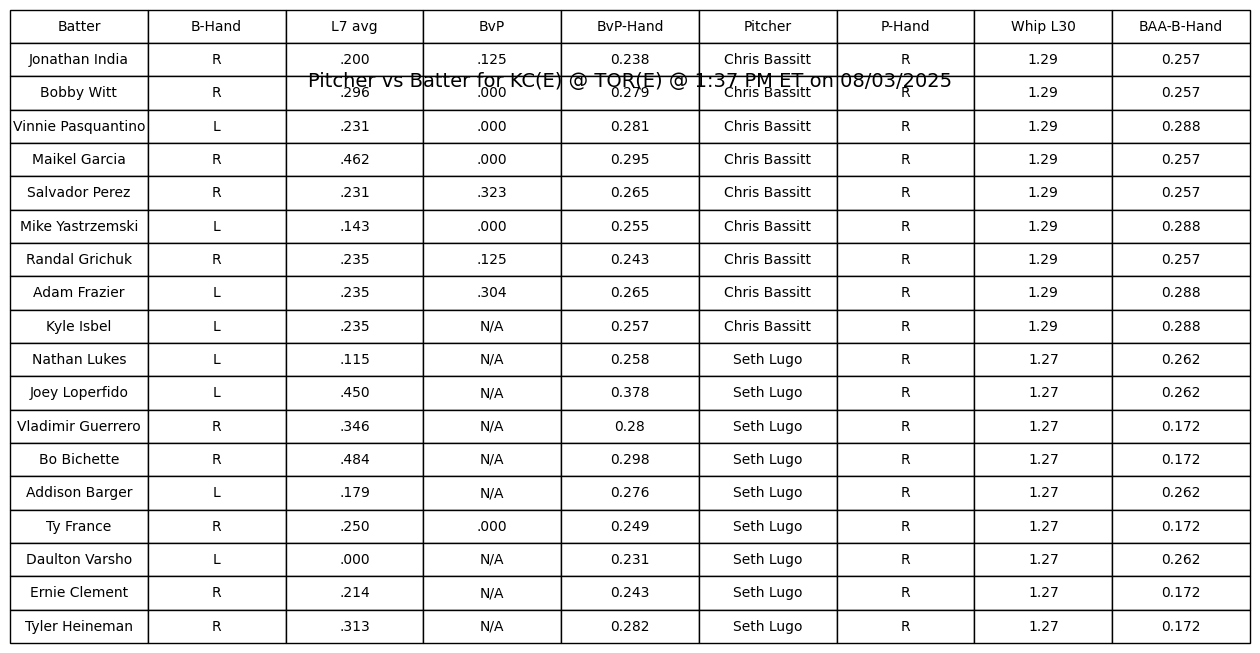 Batter B-Hand L7 avg BvP BvP-Hand Pitcher P-Hand Whip L30 BAA-B-Hand
Jonathan India R .200 .125 0.238 Chris Bassitt R 1.29 0.257
Pitcher vs Batter for KC(E) @ TOR(E) @ 1:37 PM ET on 08/03/2025
Bobby Witt R .296 .000 0.279 Chris Bassitt R 1.29 0.257
Vinnie Pasquantino L .231 .000 0.281 Chris Bassitt R 1.29 0.288
Maikel Garcia R .462 .000 0.295 Chris Bassitt R 1.29 0.257
Salvador Perez R .231 .323 0.265 Chris Bassitt R 1.29 0.257
Mike Yastrzemski L .143 .000 0.255 Chris Bassitt R 1.29 0.288
Randal Grichuk R .235 .125 0.243 Chris Bassitt R 1.29 0.257
Adam Frazier L .235 .304 0.265 Chris Bassitt R 1.29 0.288
Kyle Isbel L .235 N/A 0.257 Chris Bassitt R 1.29 0.288
Nathan Lukes L .115 N/A 0.258 Seth Lugo R 1.27 0.262
Joey Loperfido L .450 N/A 0.378 Seth Lugo R 1.27 0.262
Vladimir Guerrero R .346 N/A 0.28 Seth Lugo R 1.27 0.172
Bo Bichette R .484 N/A 0.298 Seth Lugo R 1.27 0.172
Addison Barger L .179 N/A 0.276 Seth Lugo R 1.27 0.262
Ty France R .250 .000 0.249 Seth Lugo R 1.27 0.172
Daulton Varsho L .000 N/A 0.231 Seth Lugo R 1.27 0.262
Ernie Clement R .214 N/A 0.243 Seth Lugo R 1.27 0.172
Tyler Heineman R .313 N/A 0.282 Seth Lugo R 1.27 0.172